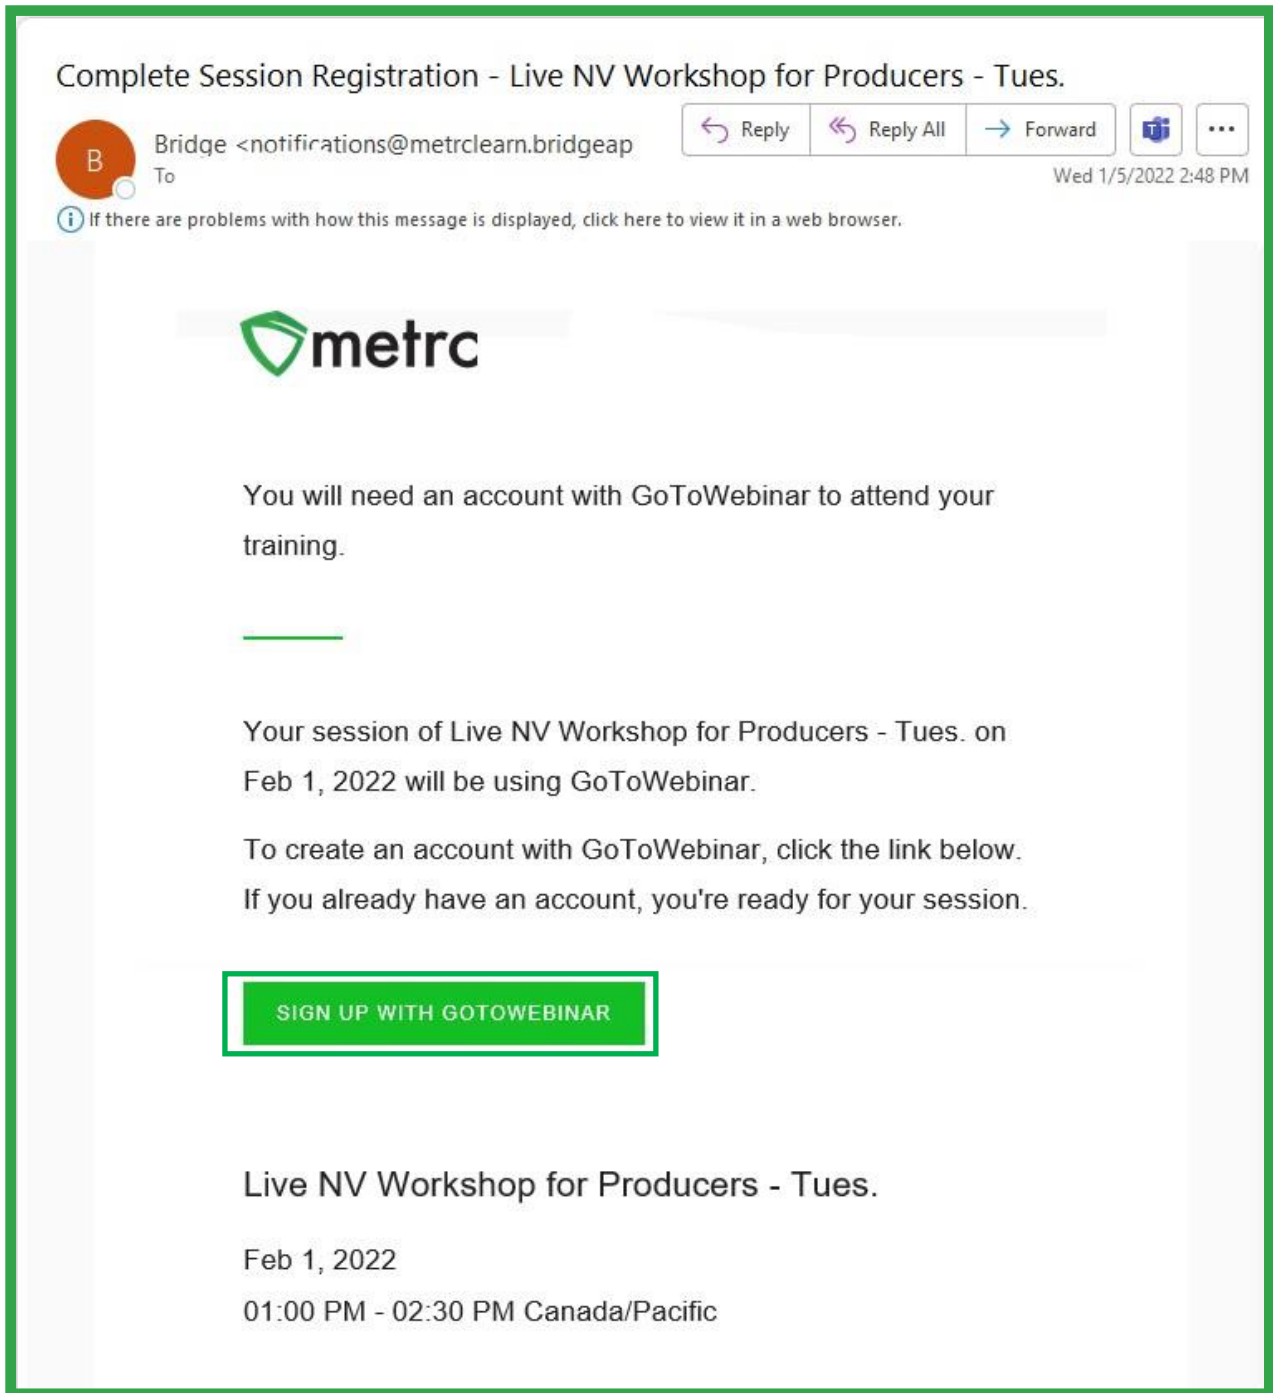 Complete Session Registration - Live NV Workshop for Producers - Tues.
B
Bridge <notifications@metrclearn.bridgeap
Reply
Reply All
Forward
To
Wed 1/5/2022 2:48 PM
If there are problems with how this message is displayed, click here to view it in a web browser.
metrc
You will need an account with GoToWebinar to attend your
training.
Your session of Live NV Workshop for Producers - Tues. on
Feb 1, 2022 will be using GoToWebinar.
To create an account with GoToWebinar, click the link below.
If you already have an account, you're ready for your session.
SIGN UP WITH GOTOWEBINAR
Live NV Workshop for Producers - Tues.
Feb 1, 2022
01:00 PM - 02:30 PM Canada/Pacific